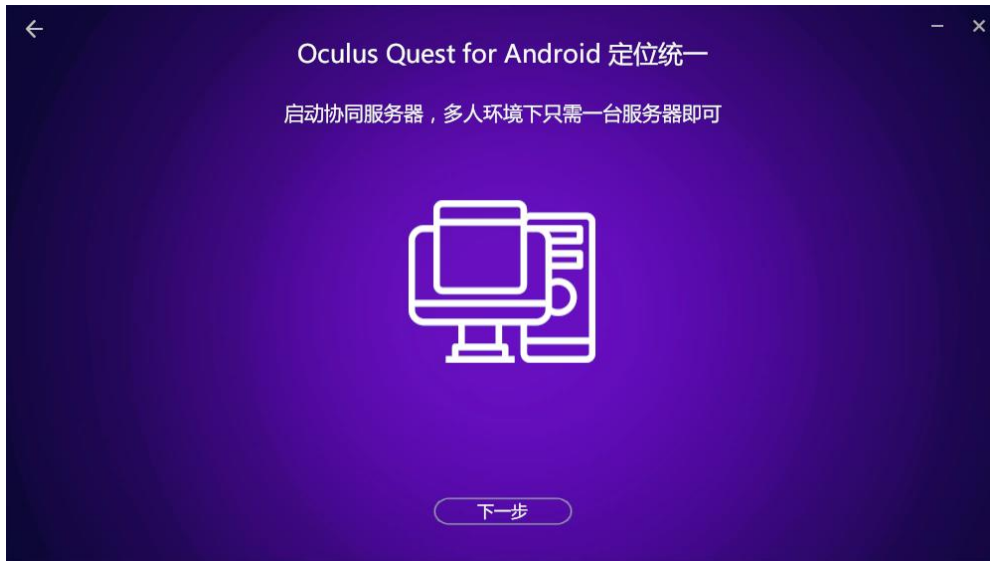 Oculus Quest for Android 定位统一
启动协同服务器，多人环境下只需一台服务器即可
下一步